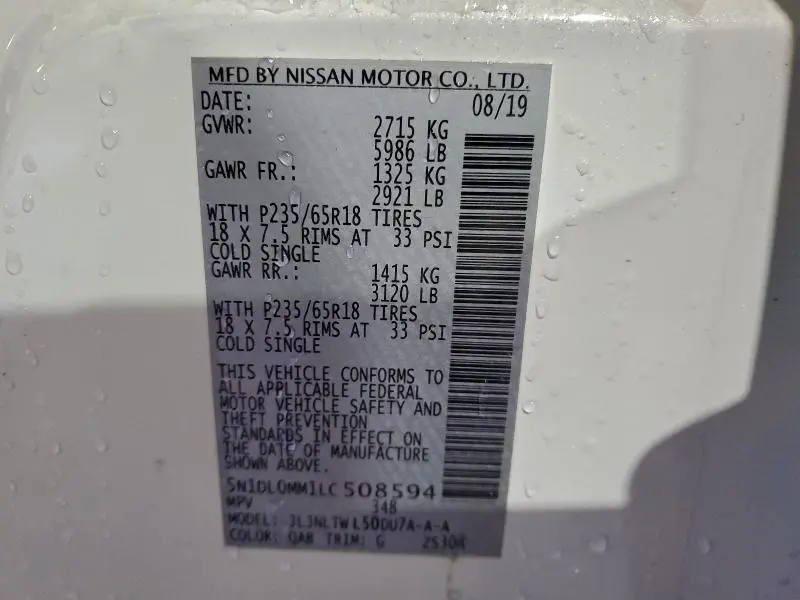 MFD BY NISSAN MOTOR CO., LTD.
DATE: 08/19
GVWR: 2715 KG
5986 LB
GAWR FR.: 1325 KG
2921 LB
WITH P235/65R18 TIRES
18 X 7.5 RIMS AT 33 PSI
COLD SINGLE
GAWR RR.: 1415 KG
3120 LB
WITH P235/65R18 TIRES
18 X 7.5 RIMS AT 33 PSI
COLD SINGLE
THIS VEHICLE CONFORMS TO
ALL APPLICABLE FEDERAL
MOTOR VEHICLE SAFETY AND
THEFT PREVENTION
STANDARDS IN EFFECT ON
THE DATE OF MANUFACTURE
SHOWN ABOVE.
5N1DL0MM1LC508594
MPV 348
MODEL:
COLOR: QAB TRIM: G